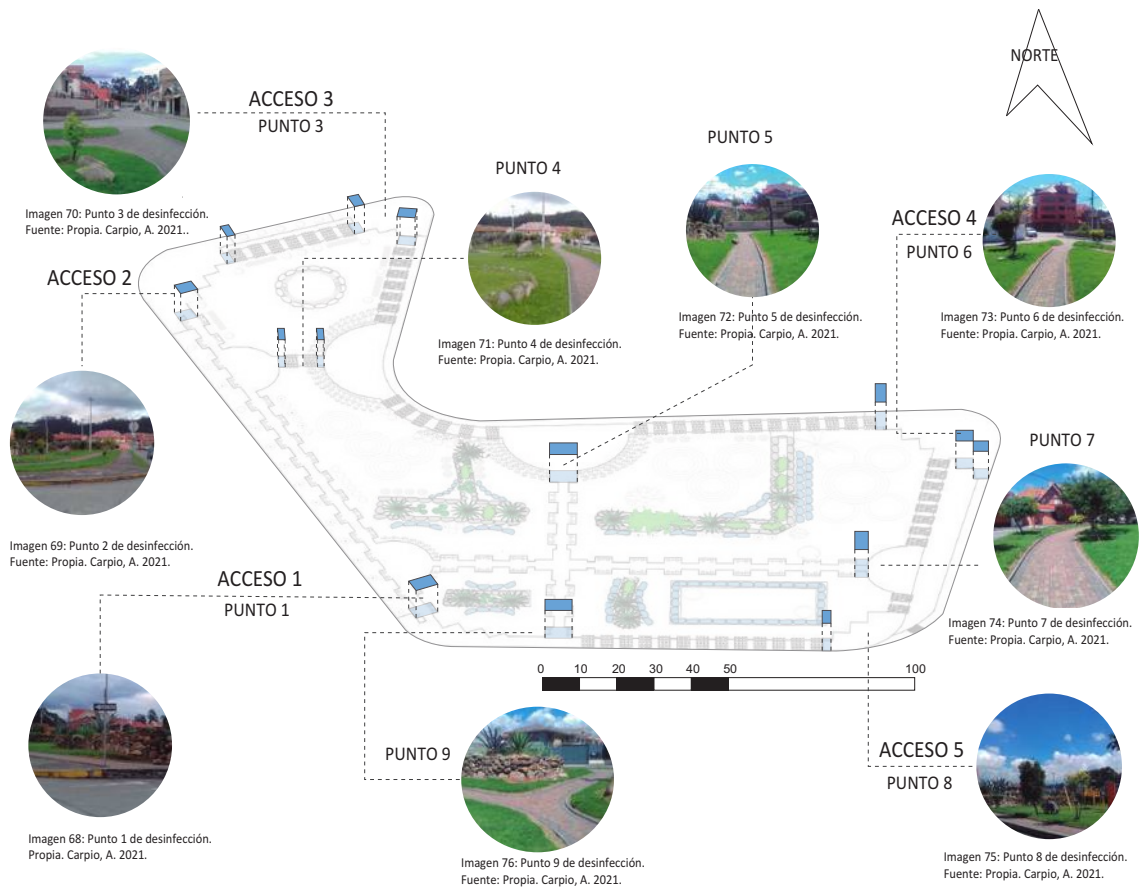 NORTE
ACCESO 3
PUNTO 3
Imagen 70: Punto 3 de desinfección.
Fuente: Propia. Carpio, A. 2021..
PUNTO 4
Imagen 71: Punto 4 de desinfección.
Fuente: Propia. Carpio, A. 2021.
PUNTO 5
Imagen 72: Punto 5 de desinfección.
Fuente: Propia. Carpio, A. 2021.
ACCESO 4
PUNTO 6
Imagen 73: Punto 6 de desinfección.
Fuente: Propia. Carpio, A. 2021.
ACCESO 2
Imagen 69: Punto 2 de desinfección.
Fuente: Propia. Carpio, A. 2021.
PUNTO 7
Imagen 74: Punto 7 de desinfección.
Fuente: Propia. Carpio, A. 2021.
ACCESO 1
PUNTO 1
Imagen 68: Punto 1 de desinfección.
Propia. Carpio, A. 2021.
0 10 20 30 40 50 100
PUNTO 9
Imagen 76: Punto 9 de desinfección.
Fuente: Propia. Carpio, A. 2021.
ACCESO 5
PUNTO 8
Imagen 75: Punto 8 de desinfección.
Fuente: Propia. Carpio, A. 2021.